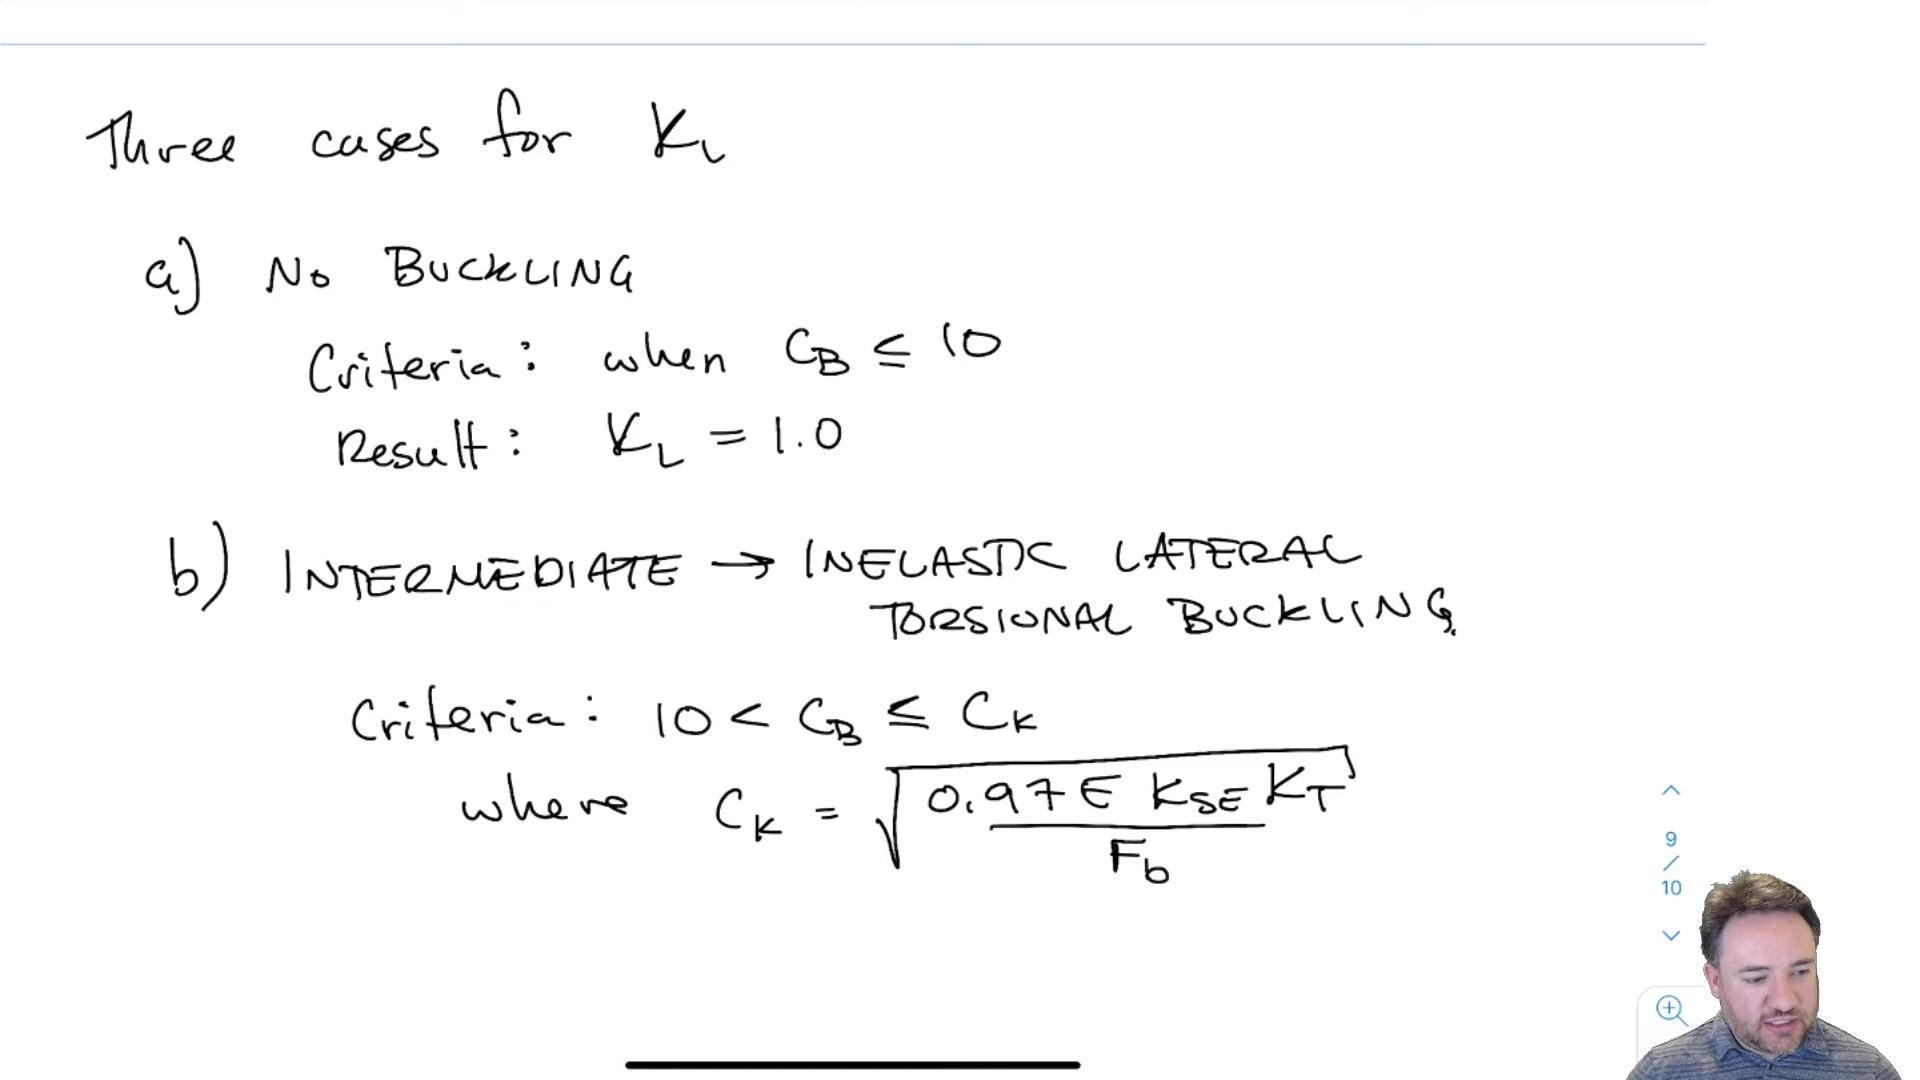 Three cases for K_L
a) NO BUCKLING
Criteria: when C_B ≤ 10
Result: K_L = 1.0
b) INTERMEDIATE → INELASTIC LATERAL
TORSIONAL BUCKLING.
Criteria: 10 < C_B ≤ C_K
where C_K = √(0.97 E K_SE K_T / F_b)
9
/
10